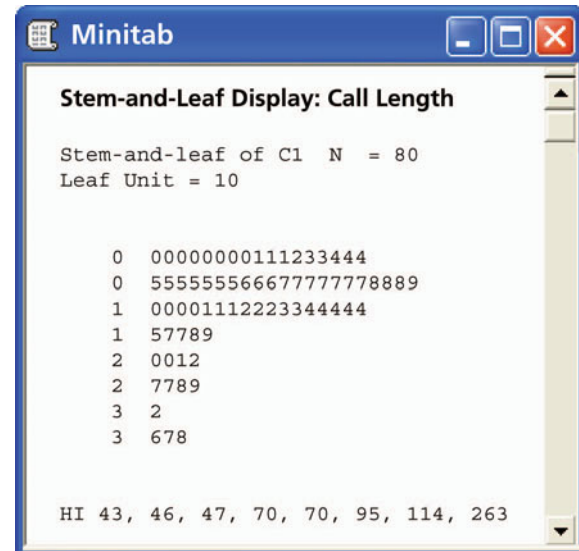 Minitab
Stem-and-Leaf Display: Call Length
Stem-and-leaf of C1 N = 80
Leaf Unit = 10
0 00000000111233444
0 5555555666677777778889
1 00001112223344444
1 57789
2 0012
2 7789
3 2
3 678
HI 43, 46, 47, 70, 70, 95, 114, 263